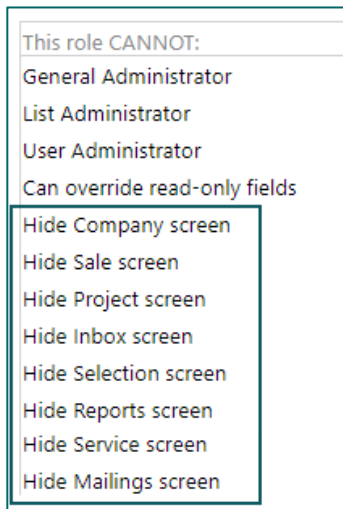 This role CANNOT:
General Administrator
List Administrator
User Administrator
Can override read-only fields
Hide Company screen
Hide Sale screen
Hide Project screen
Hide Inbox screen
Hide Selection screen
Hide Reports screen
Hide Service screen
Hide Mailings screen